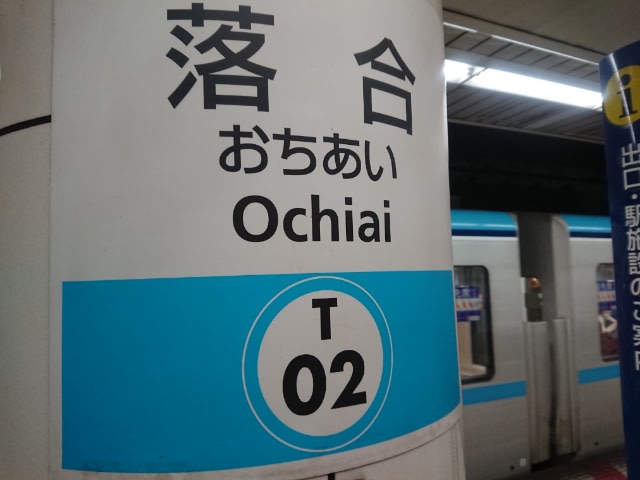 落合
おちあい
Ochiai
T
02
i
出口・駅施設のご案内